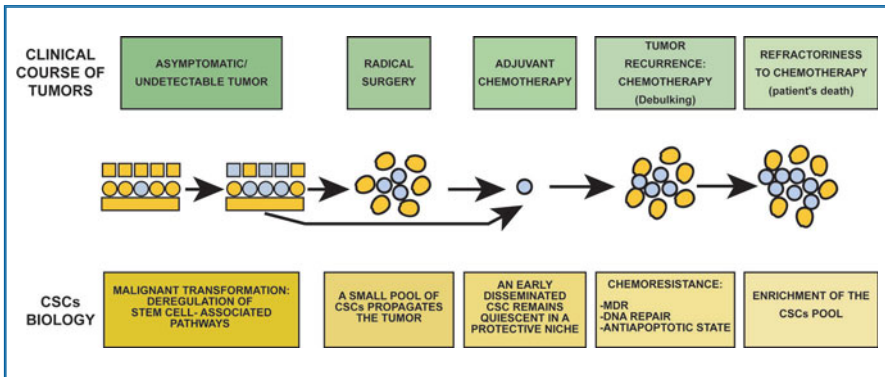 CLINICAL
COURSE OF
TUMORS
ASYMPTOMATIC/
UNDETECTABLE TUMOR
RADICAL
SURGERY
ADJUVANT
CHEMOTHERAPY
TUMOR
RECURRENCE:
CHEMOTHERAPY
(Debulking)
REFRACTORINESS
TO CHEMOTHERAPY
(patient's death)
CSCs
BIOLOGY
MALIGNANT TRANSFORMATION:
DEREGULATION OF
STEM CELL- ASSOCIATED
PATHWAYS
A SMALL POOL OF
CSCs PROPAGATES
THE TUMOR
AN EARLY
DISSEMINATED
CSC REMAINS
QUIESCENT IN A
PROTECTIVE NICHE
CHEMORESISTANCE:
-MDR
-DNA REPAIR
-ANTIAPOPTOTIC STATE
ENRICHMENT OF THE
CSCs POOL